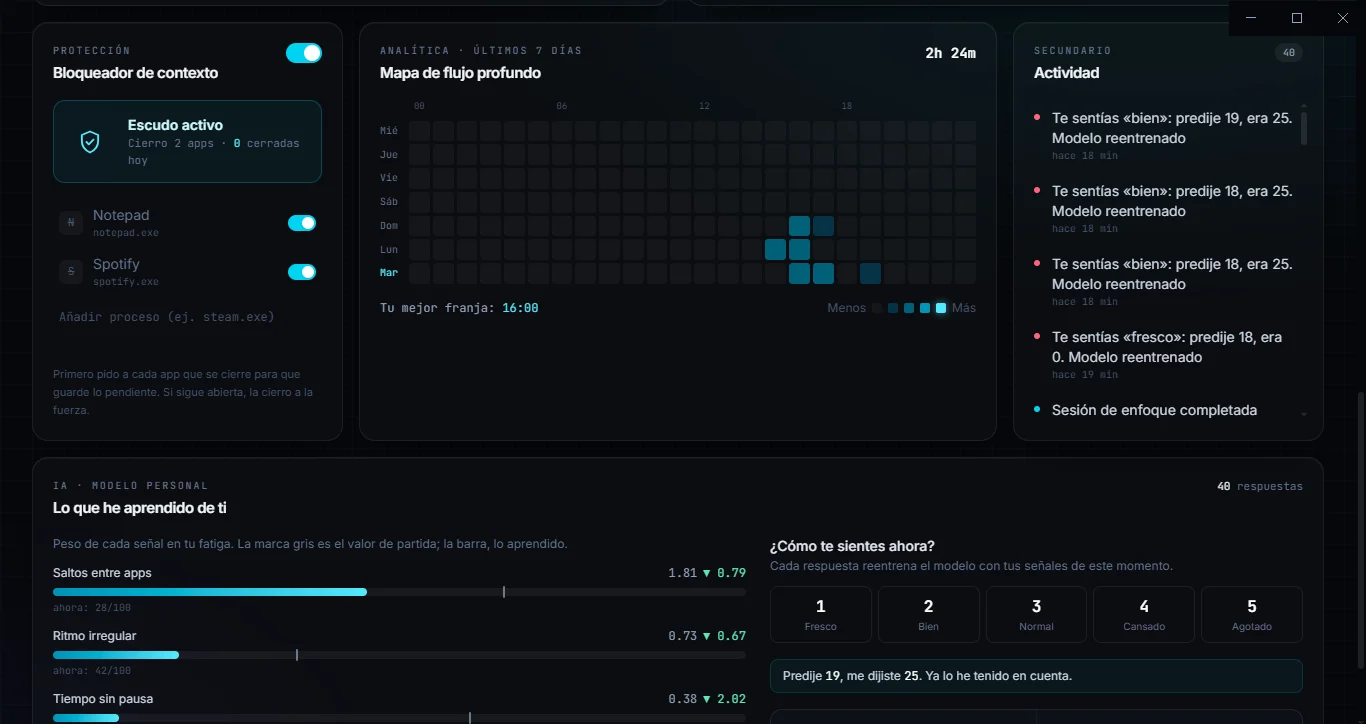 PROTECCIÓN
Bloqueador de contexto
Escudo activo
Cierro 2 apps · 0 cerradas
hoy
N
Notepad
notepad.exe
S
Spotify
spotify.exe
Añadir proceso (ej. steam.exe)
Primero pido a cada app que se cierre para que
guarde lo pendiente. Si sigue abierta, la cierro a la
fuerza.
ANALÍTICA · ÚLTIMOS 7 DÍAS
Mapa de flujo profundo
2h 24m
00 06 12 18
Mié
Jue
Vie
Sáb
Dom
Lun
Mar
Tu mejor franja: 16:00
Menos Más
SECUNDARIO
40
Actividad
Te sentías «bien»: predije 19, era 25.
Modelo reentrenado
hace 18 min
Te sentías «bien»: predije 18, era 25.
Modelo reentrenado
hace 18 min
Te sentías «bien»: predije 18, era 25.
Modelo reentrenado
hace 18 min
Te sentías «fresco»: predije 18, era
0. Modelo reentrenado
hace 19 min
Sesión de enfoque completada
IA · MODELO PERSONAL
Lo que he aprendido de ti
40 respuestas
Peso de cada señal en tu fatiga. La marca gris es el valor de partida; la barra, lo aprendido.
Saltos entre apps
1.81 ▼ 0.79
ahora: 28/100
Ritmo irregular
0.73 ▼ 0.67
ahora: 42/100
Tiempo sin pausa
0.38 ▼ 2.02
¿Cómo te sientes ahora?
Cada respuesta reentrena el modelo con tus señales de este momento.
1 2 3 4 5
Fresco Bien Normal Cansado Agotado
Predije 19, me dijiste 25. Ya lo he tenido en cuenta.